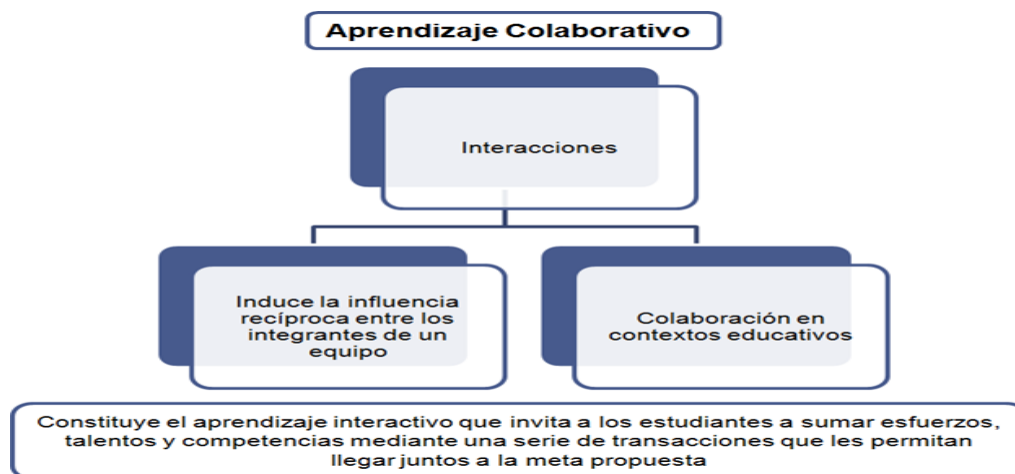 Aprendizaje Colaborativo
Interacciones
Induce la influencia
recíproca entre los
integrantes de un
equipo
Colaboración en
contextos educativos
Constituye el aprendizaje interactivo que invita a los estudiantes a sumar esfuerzos,
talentos y competencias mediante una serie de transacciones que les permitan
llegar juntos a la meta propuesta